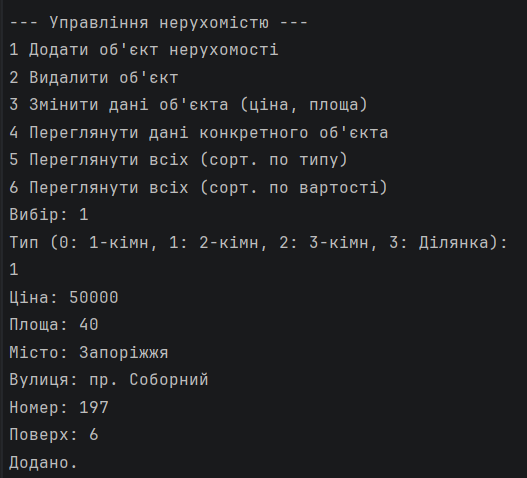 --- Управління нерухомістю ---
1 Додати об'єкт нерухомості
2 Видалити об'єкт
3 Змінити дані об'єкта (ціна, площа)
4 Переглянути дані конкретного об'єкта
5 Переглянути всіх (сорт. по типу)
6 Переглянути всіх (сорт. по вартості)
Вибір: 1
Тип (0: 1-кімн, 1: 2-кімн, 2: 3-кімн, 3: Ділянка):
1
Ціна: 50000
Площа: 40
Місто: Запоріжжя
Вулиця: пр. Соборний
Номер: 197
Поверх: 6
Додано.